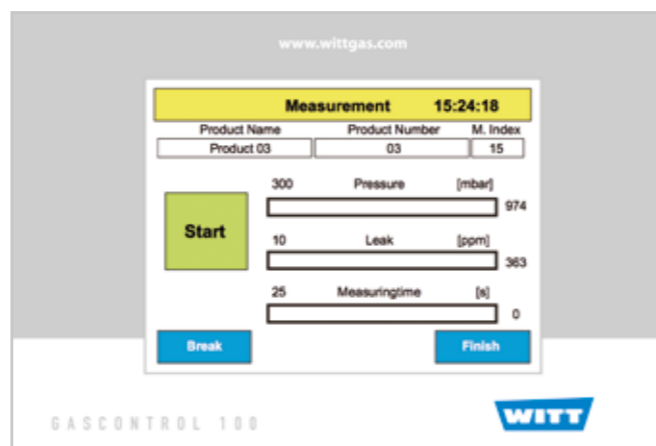 www.wittgas.com
Measurement 15:24:18
Product Name Product Number M. Index
Product 03 03 15
300 Pressure [mbar]
974
Start
10 Leak [ppm]
363
25 Measuringtime [s]
0
Break Finish
GASCONTROL 100
WITT